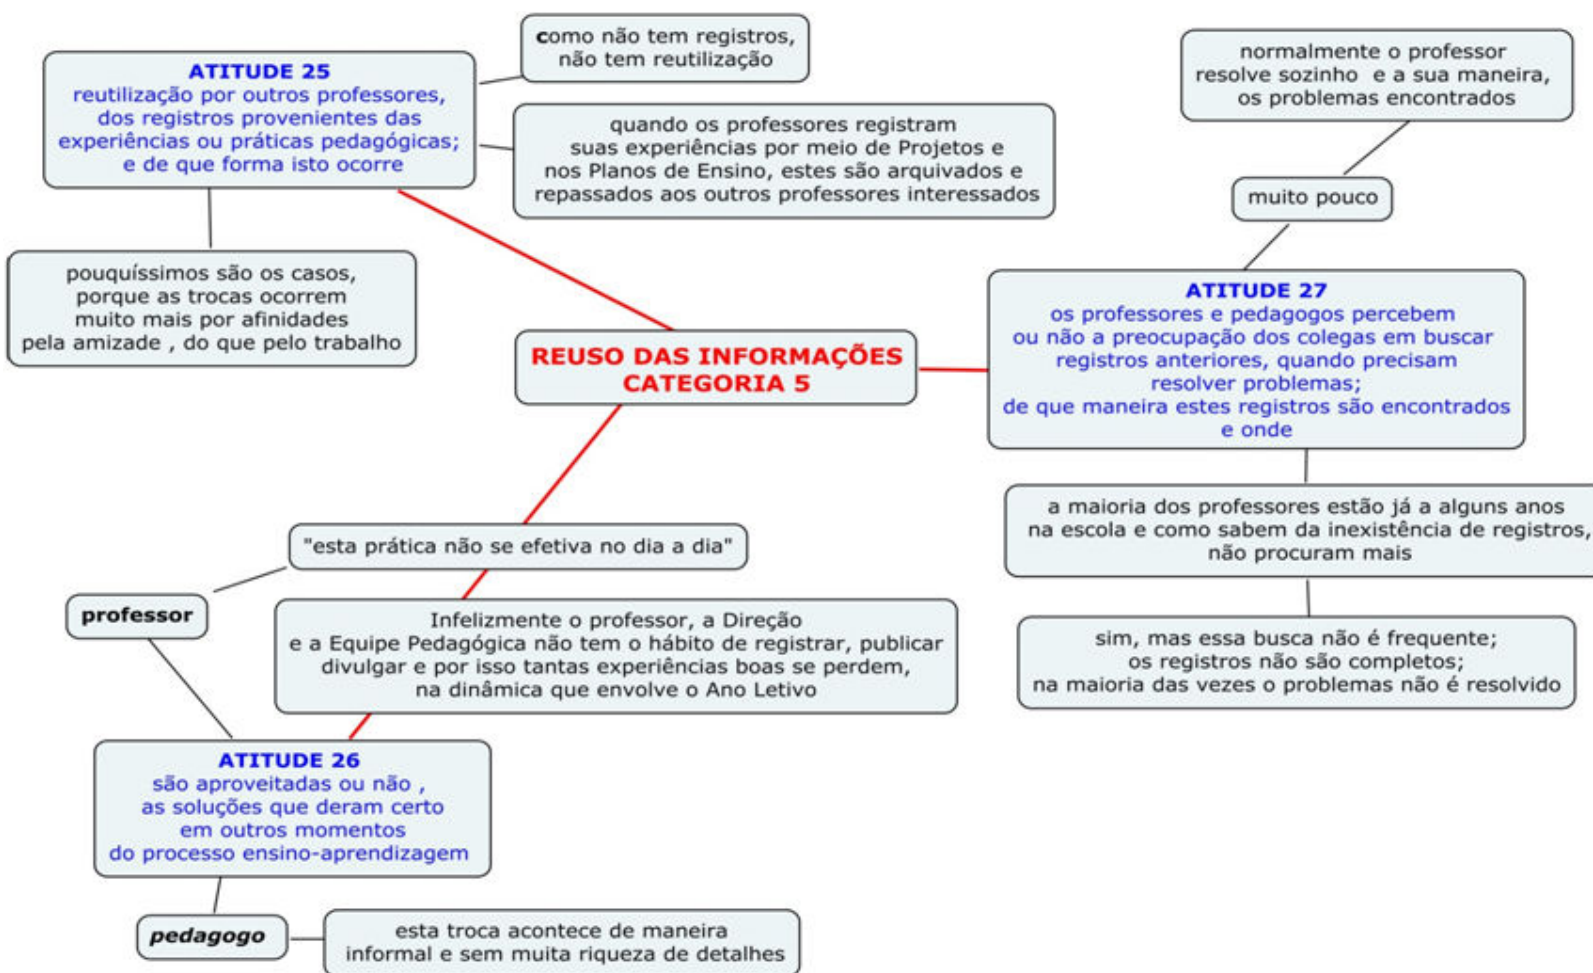 como não tem registros,
não tem reutilização
ATITUDE 25
reutilização por outros professores,
dos registros provenientes das
experiências ou práticas pedagógicas;
e de que forma isto ocorre
quando os professores registram
suas experiências por meio de Projetos e
nos Planos de Ensino, estes são arquivados e
repassados aos outros professores interessados
pouquíssimos são os casos,
porque as trocas ocorrem
muito mais por afinidades
pela amizade , do que pelo trabalho
normalmente o professor
resolve sozinho e a sua maneira,
os problemas encontrados
muito pouco
ATITUDE 27
os professores e pedagogos percebem
ou não a preocupação dos colegas em buscar
registros anteriores, quando precisam
resolver problemas;
de que maneira estes registros são encontrados
e onde
REUSO DAS INFORMAÇÕES
CATEGORIA 5
a maioria dos professores estão já a alguns anos
na escola e como sabem da inexistência de registros,
não procuram mais
sim, mas essa busca não é frequente;
os registros não são completos;
na maioria das vezes o problemas não é resolvido
"esta prática não se efetiva no dia a dia"
professor
Infelizmente o professor, a Direção
e a Equipe Pedagógica não tem o hábito de registrar, publicar
divulgar e por isso tantas experiências boas se perdem,
na dinâmica que envolve o Ano Letivo
ATITUDE 26
são aproveitadas ou não ,
as soluções que deram certo
em outros momentos
do processo ensino-aprendizagem
pedagogo
esta troca acontece de maneira
informal e sem muita riqueza de detalhes